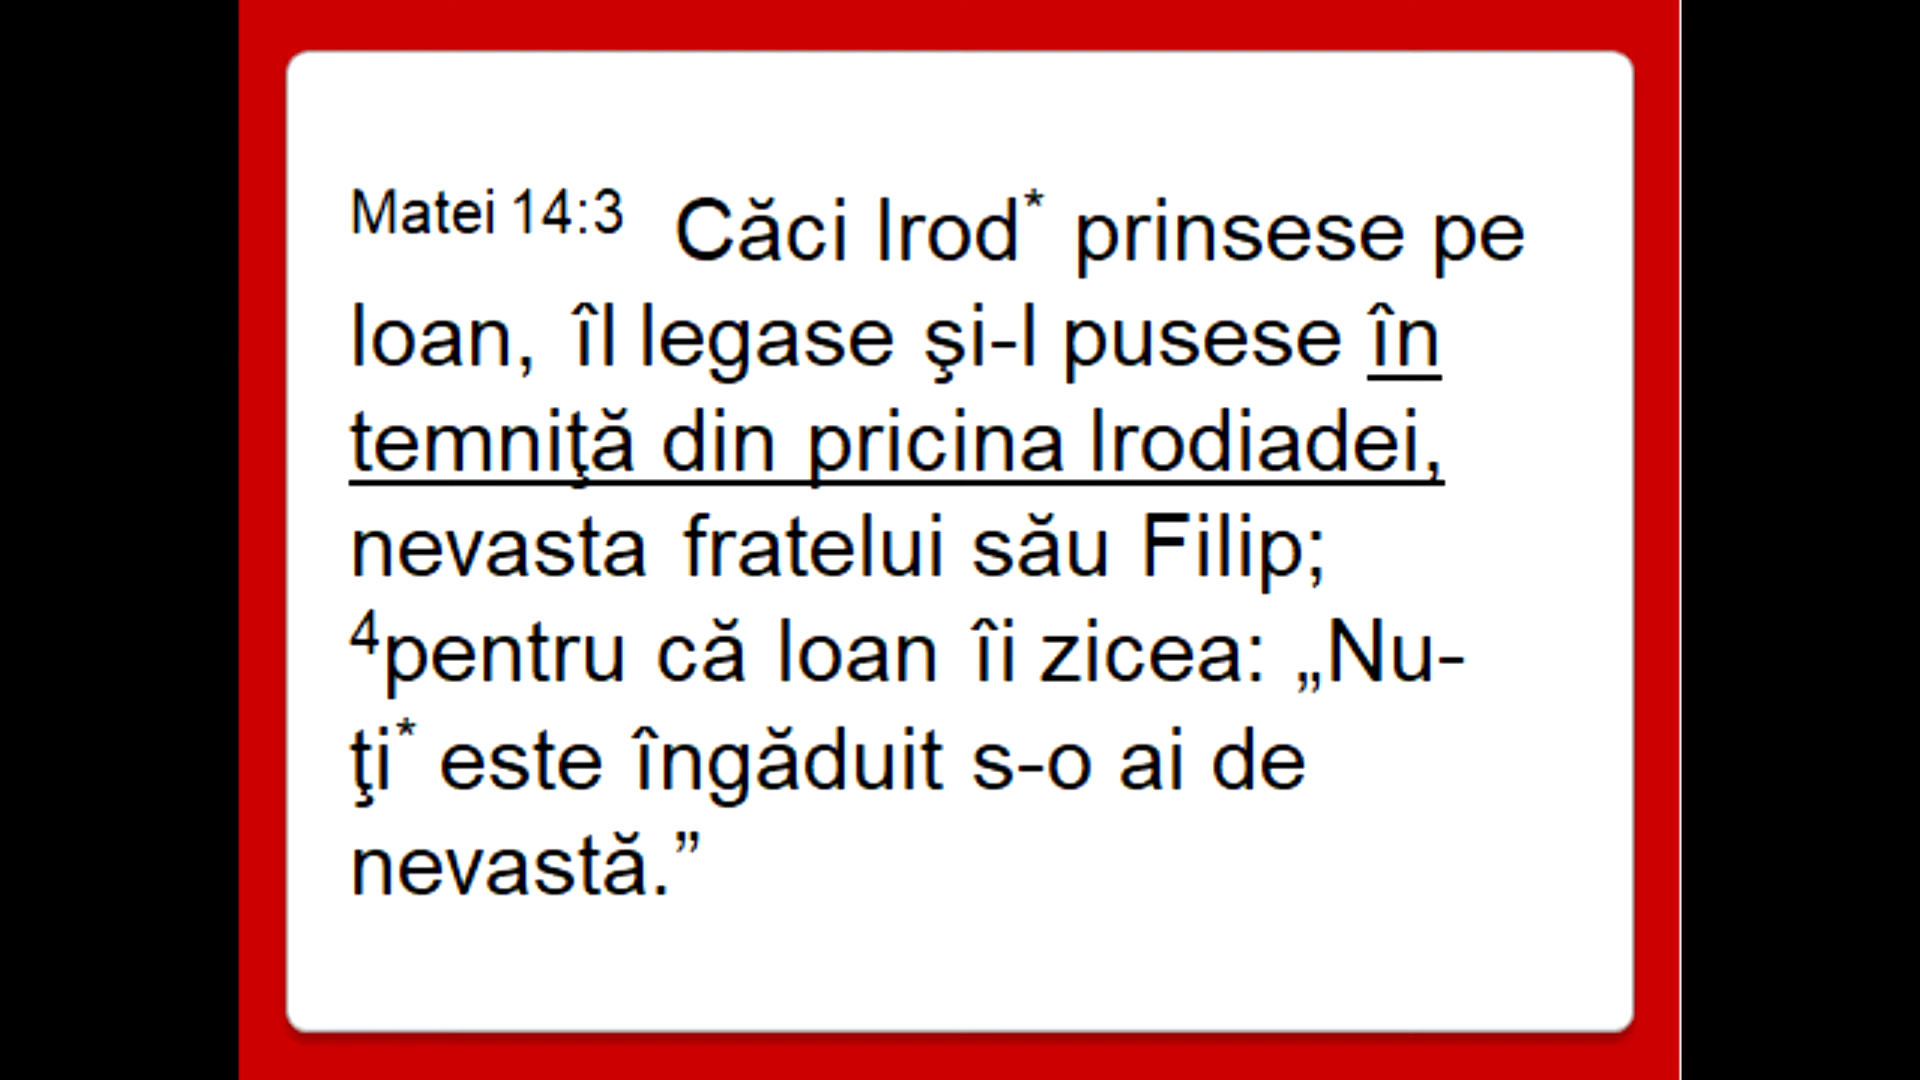 Matei 14:3 Căci Irod* prinsese pe
Ioan, îl legase şi-l pusese în
temniţă din pricina Irodiadei,
nevasta fratelui său Filip;
4pentru că Ioan îi zicea: „Nu-
ţi* este îngăduit s-o ai de
nevastă.”